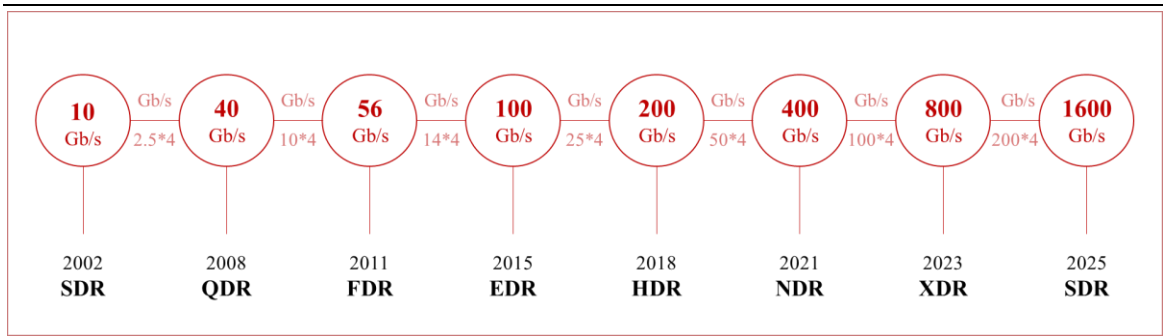 10
Gb/s
Gb/s
2.5*4
40
Gb/s
Gb/s
10*4
56
Gb/s
Gb/s
14*4
100
Gb/s
Gb/s
25*4
200
Gb/s
Gb/s
50*4
400
Gb/s
Gb/s
100*4
800
Gb/s
Gb/s
200*4
1600
Gb/s
2002
SDR
2008
QDR
2011
FDR
2015
EDR
2018
HDR
2021
NDR
2023
XDR
2025
SDR